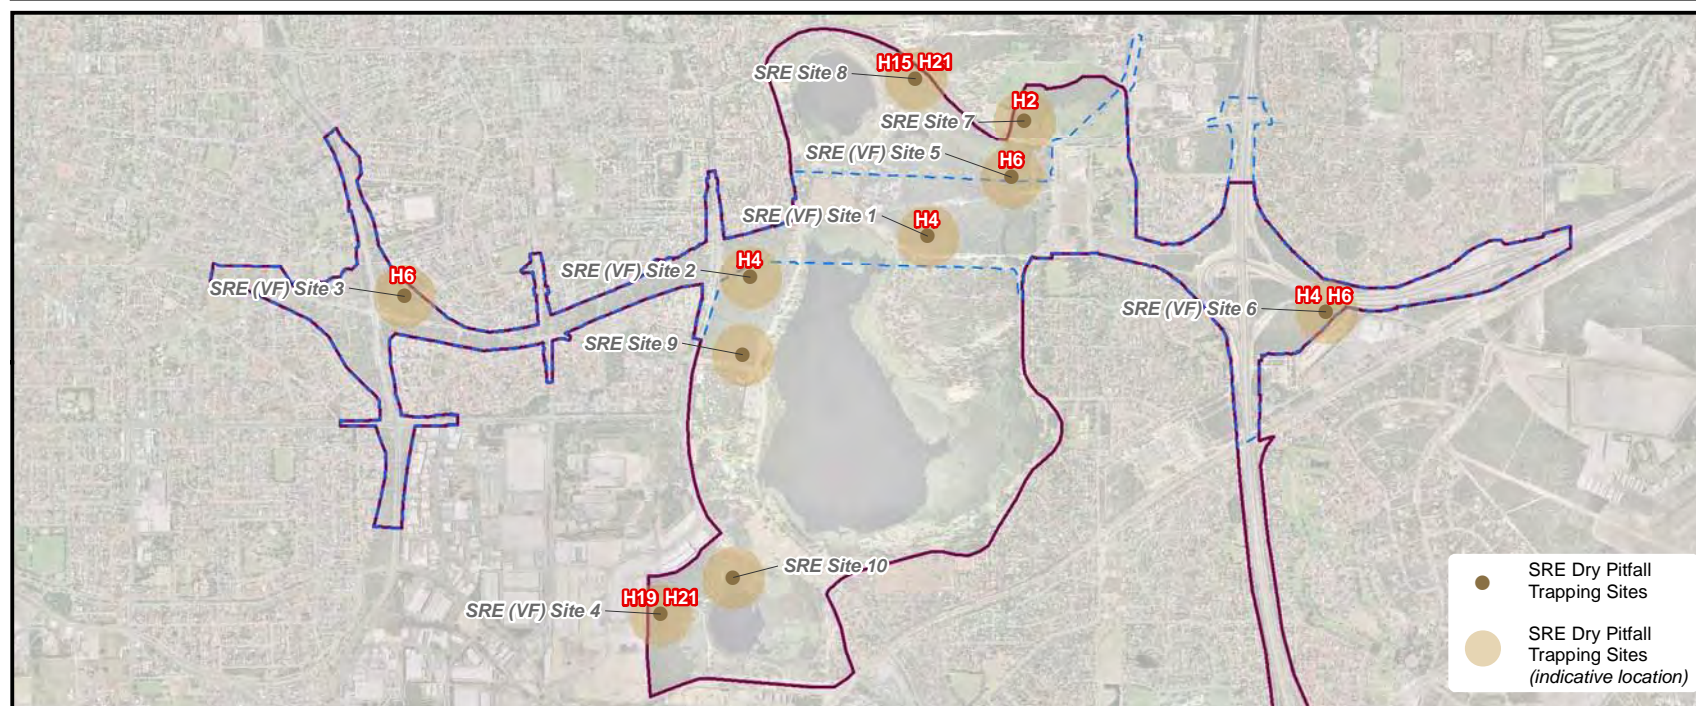 H15 H21
SRE Site 8
H2
SRE Site 7
SRE (VF) Site 5
H6
SRE (VF) Site 1
H4
H4
SRE (VF) Site 2
H6
SRE (VF) Site 3
H4 H6
SRE (VF) Site 6
SRE Site 9
SRE Site 10
H19 H21
SRE (VF) Site 4
SRE Dry Pitfall
Trapping Sites
SRE Dry Pitfall
Trapping Sites
(indicative location)